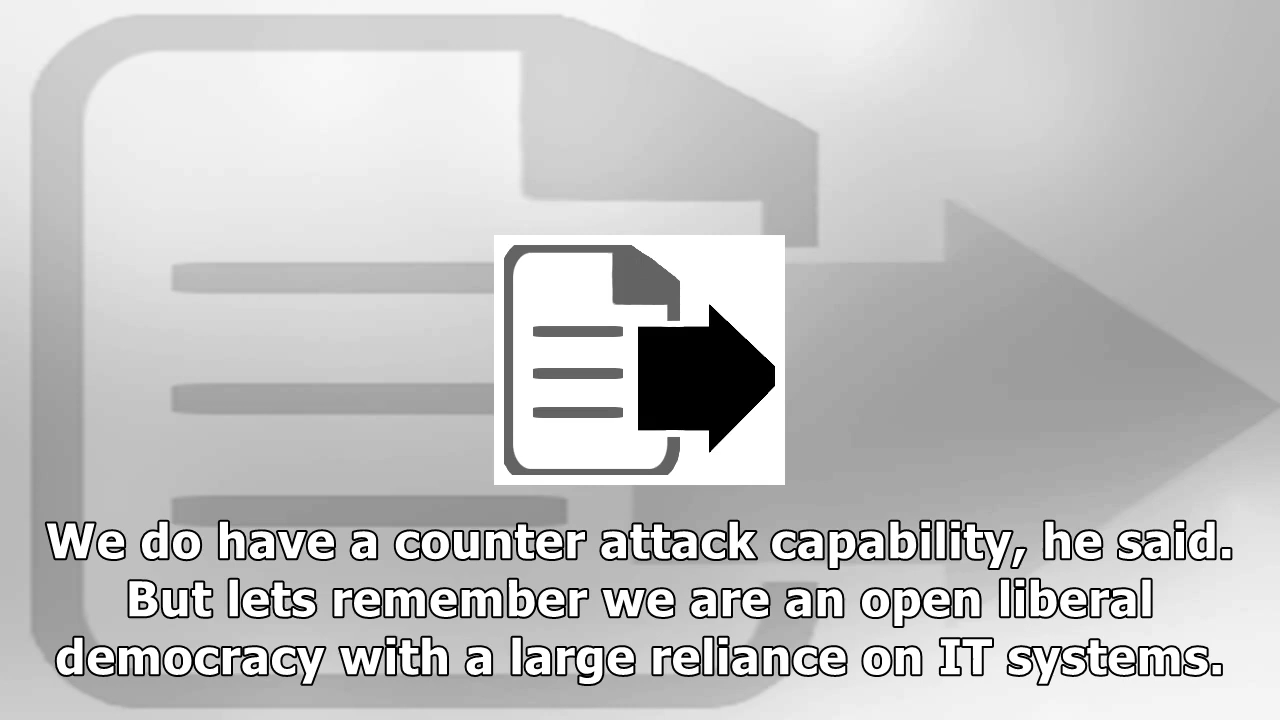 We do have a counter attack capability, he said.
But lets remember we are an open liberal
democracy with a large reliance on IT systems.